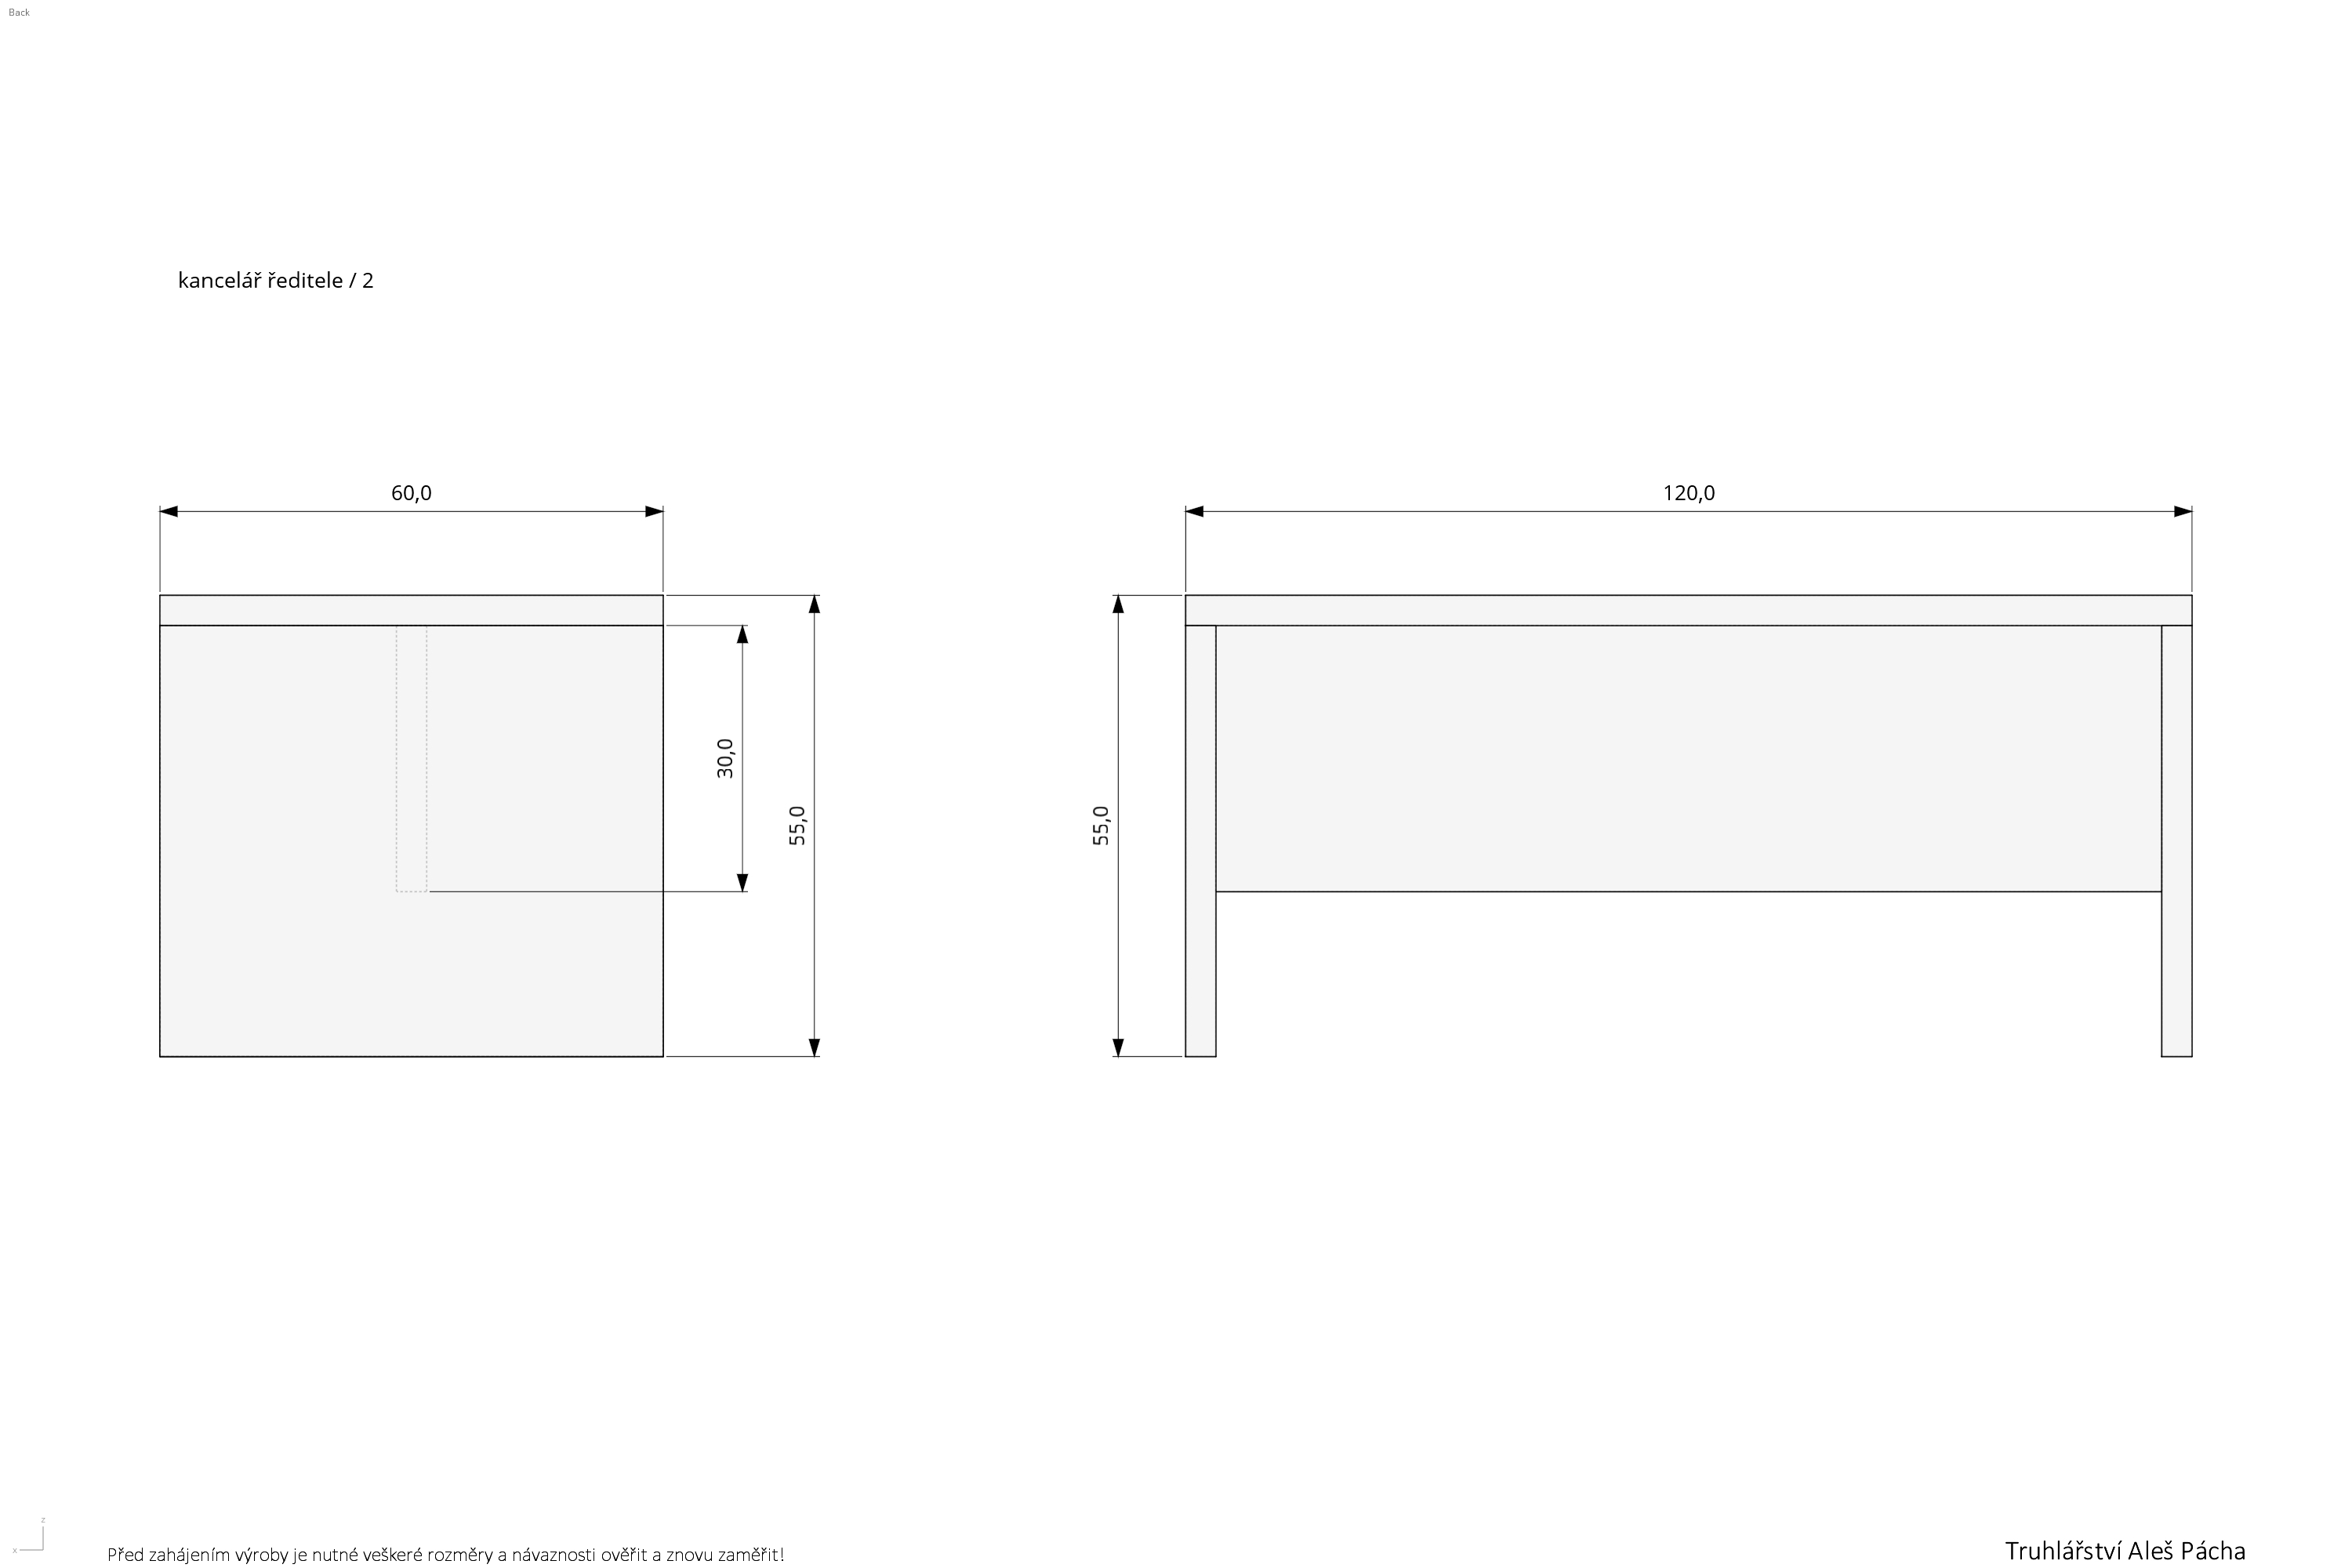 Back
kancelář ředitele / 2
60,0
120,0
30,0
55,0
55,0
z
x
Před zahájením výroby je nutné veškeré rozměry a návaznosti ověřit a znovu zaměřit!
Truhlářství Aleš Pácha